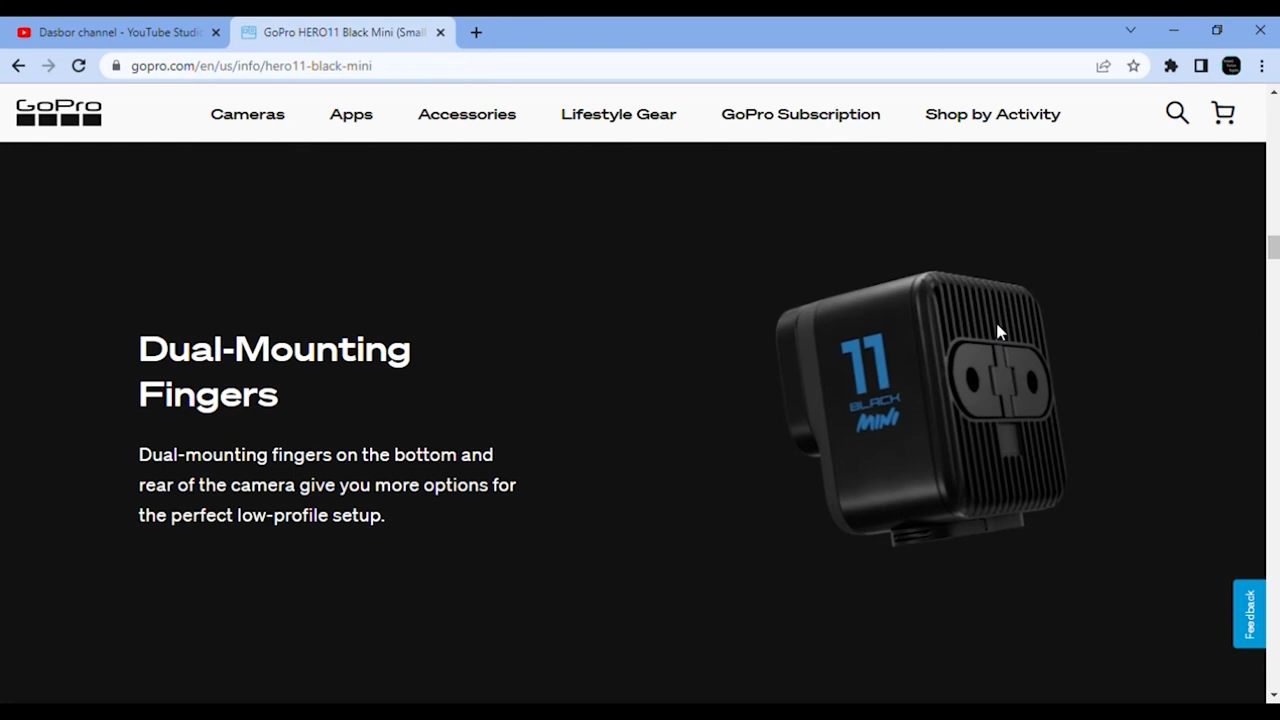 Dasbor channel - YouTube Studio
GoPro HERO11 Black Mini (Small
gopro.com/en/us/info/hero11-black-mini
GoPro
Cameras
Apps
Accessories
Lifestyle Gear
GoPro Subscription
Shop by Activity
Dual-Mounting
Fingers
Dual-mounting fingers on the bottom and
rear of the camera give you more options for
the perfect low-profile setup.
11
BLACK
MINI
Feedback